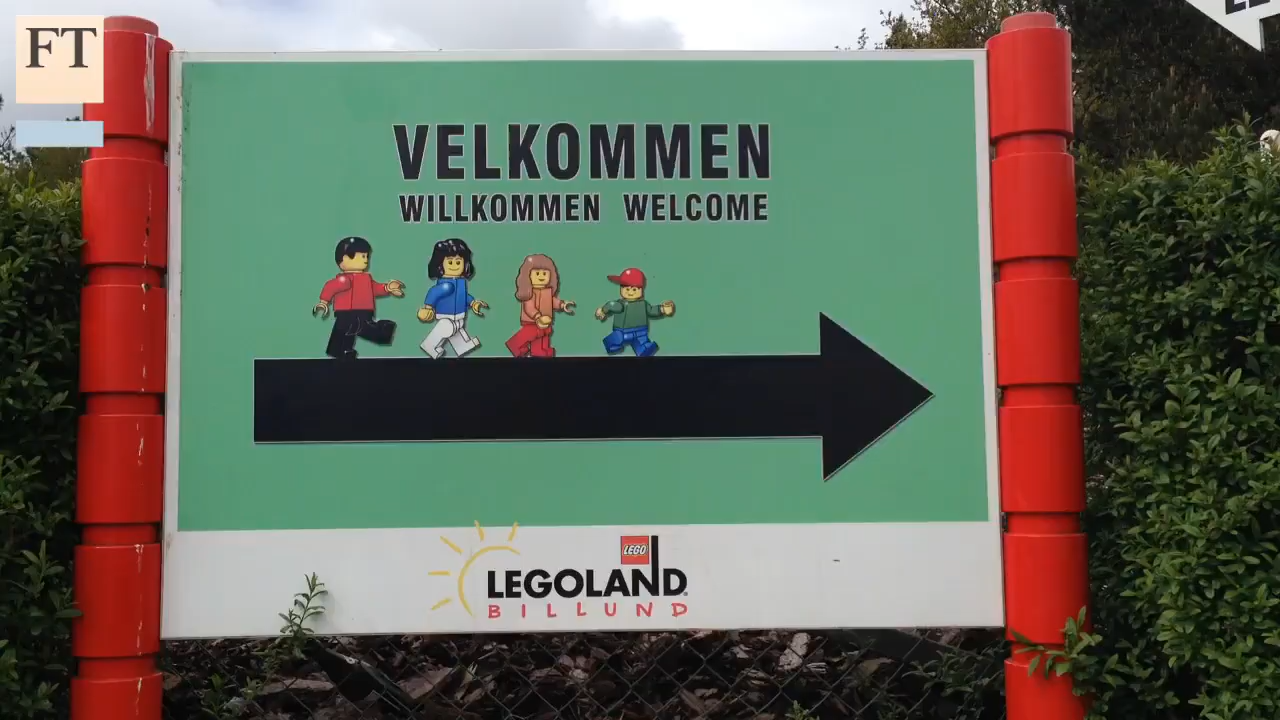 FT
VELKOMMEN
WILLKOMMEN WELCOME
LEGO
LEGOLAND
BILLUND